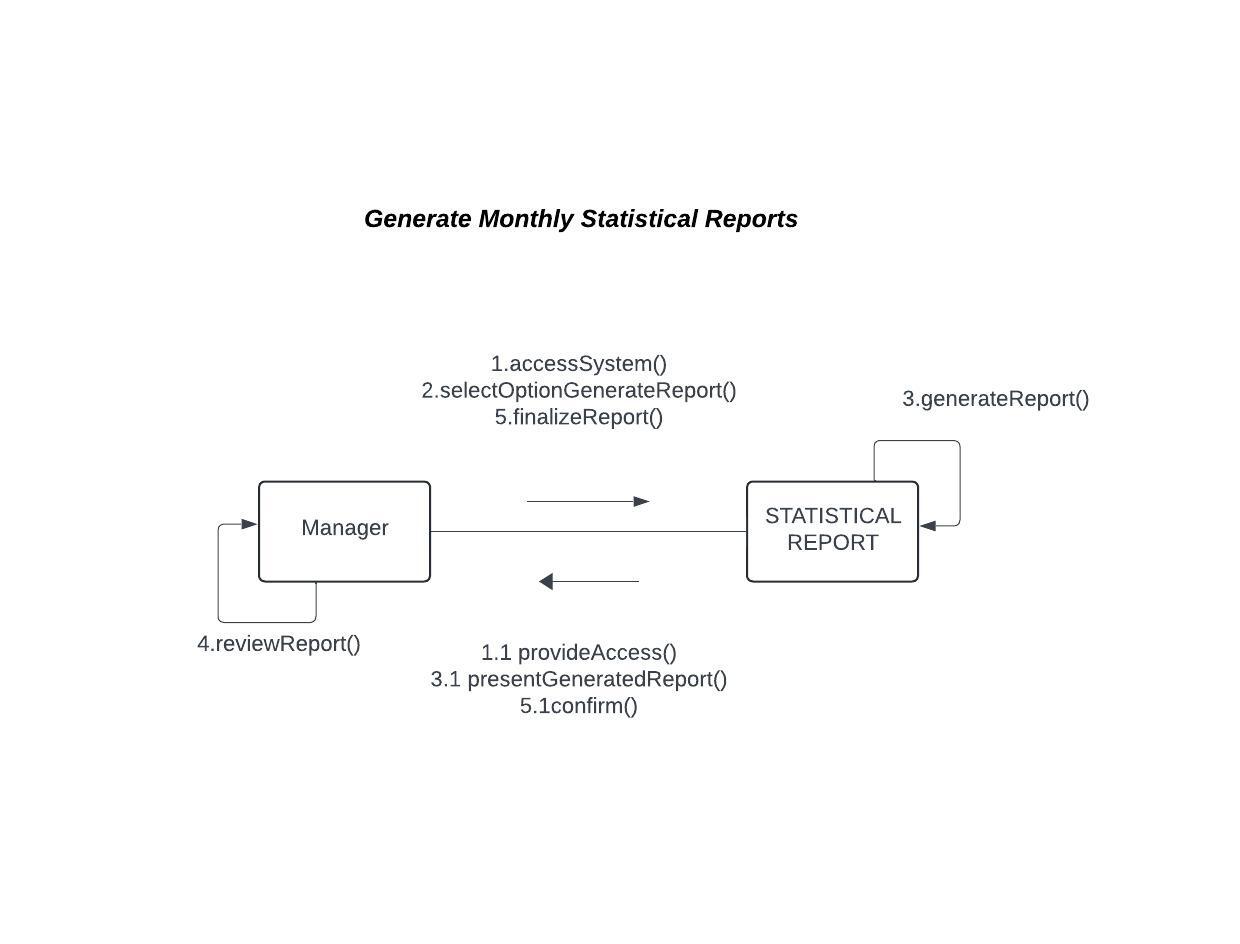 Generate Monthly Statistical Reports
1.accessSystem()
2.selectOptionGenerateReport()
5.finalizeReport()
3.generateReport()
Manager
STATISTICAL
REPORT
4.reviewReport()
1.1 provideAccess()
3.1 presentGeneratedReport()
5.1confirm()